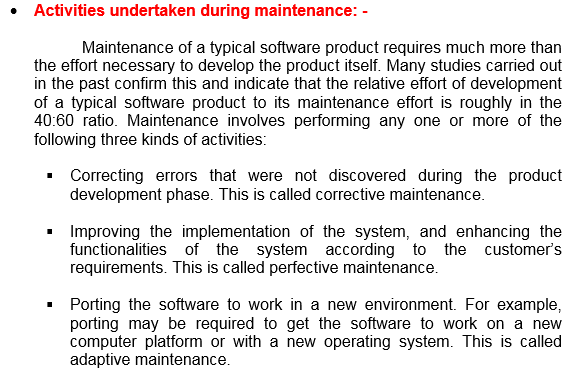 • Activities undertaken during maintenance: -
Maintenance of a typical software product requires much more than
the effort necessary to develop the product itself. Many studies carried out
in the past confirm this and indicate that the relative effort of development
of a typical software product to its maintenance effort is roughly in the
40:60 ratio. Maintenance involves performing any one or more of the
following three kinds of activities:
▪ Correcting errors that were not discovered during the product
development phase. This is called corrective maintenance.
▪ Improving the implementation of the system, and enhancing the
functionalities of the system according to the customer’s
requirements. This is called perfective maintenance.
▪ Porting the software to work in a new environment. For example,
porting may be required to get the software to work on a new
computer platform or with a new operating system. This is called
adaptive maintenance.